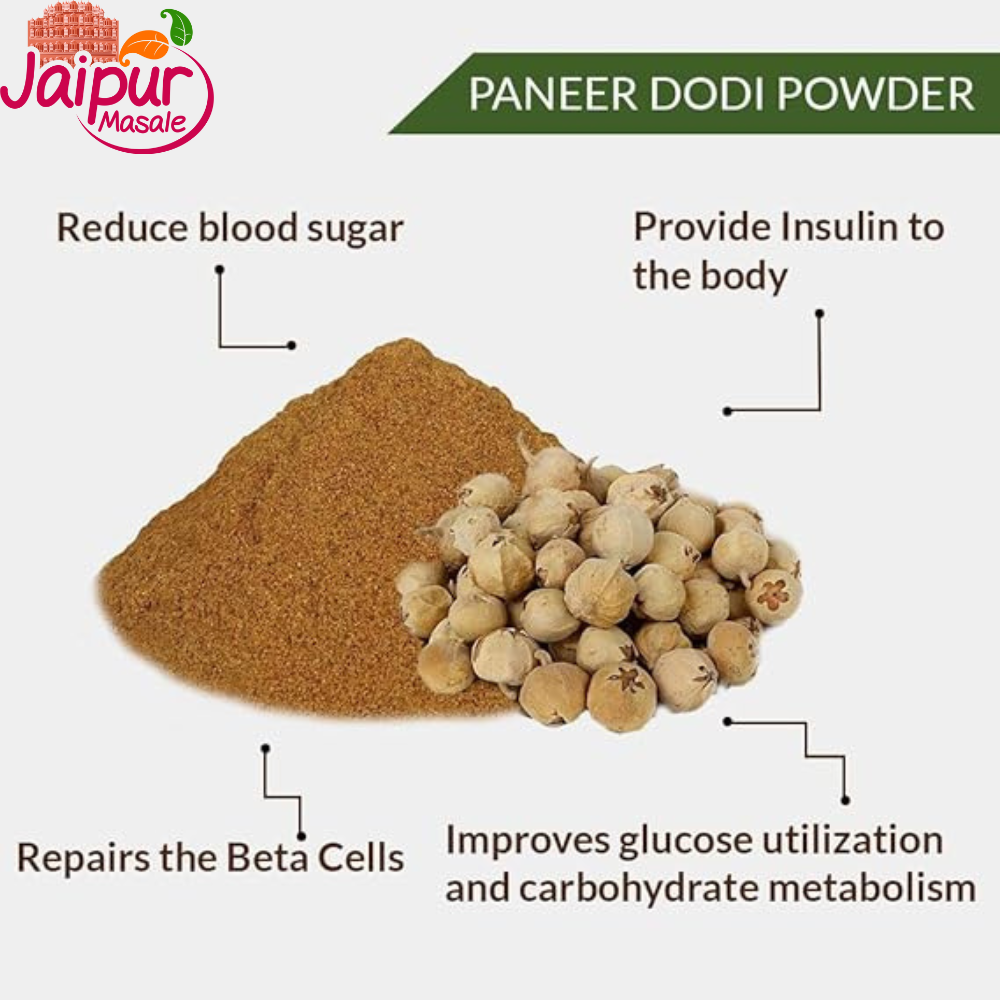 Jaipur
Masale
PANEER DODI POWDER
Reduce blood sugar
Provide Insulin to
the body
Repairs the Beta Cells
Improves glucose utilization
and carbohydrate metabolism